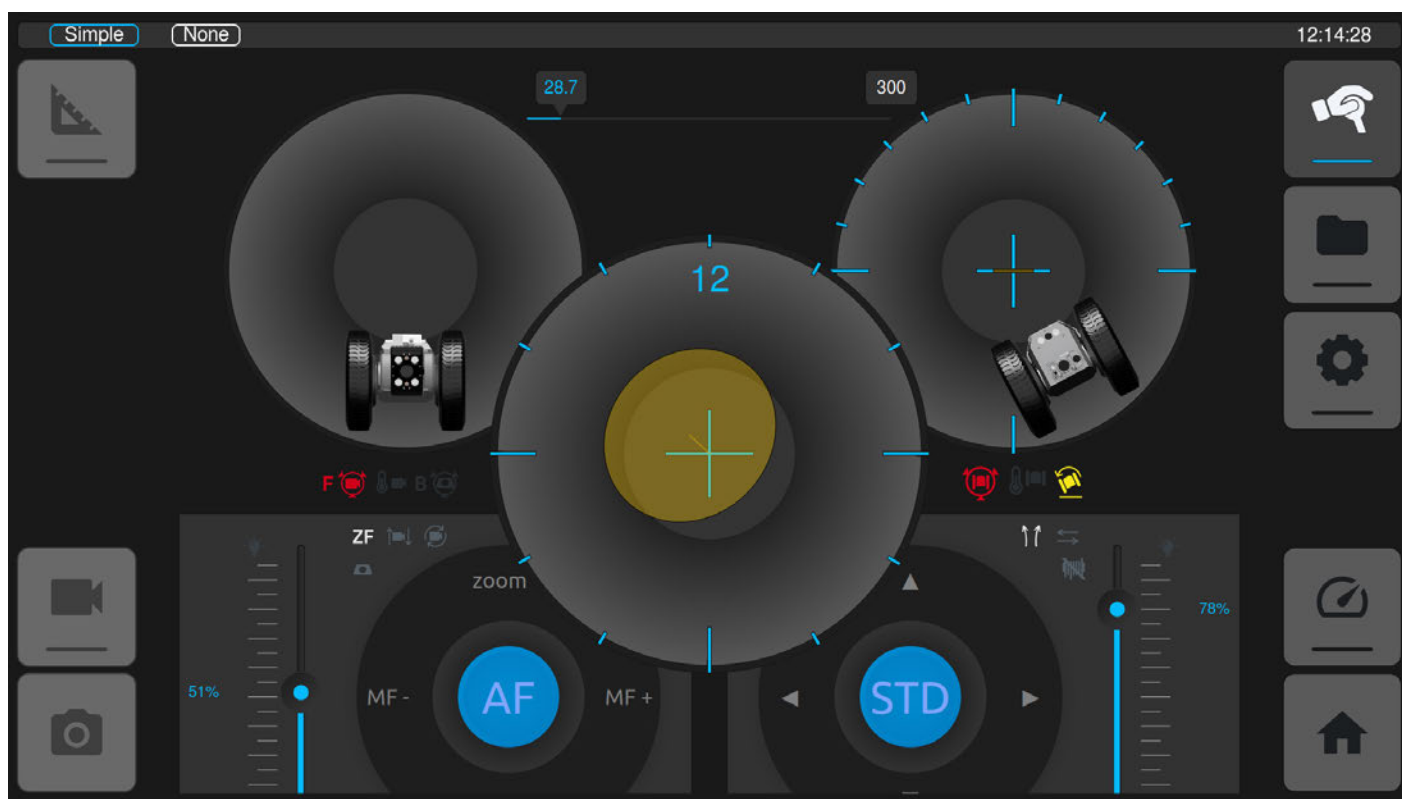 Simple None 12:14:28
28.7 300
12
F B
ZF
zoom
78%
51%
MF - AF MF + STD